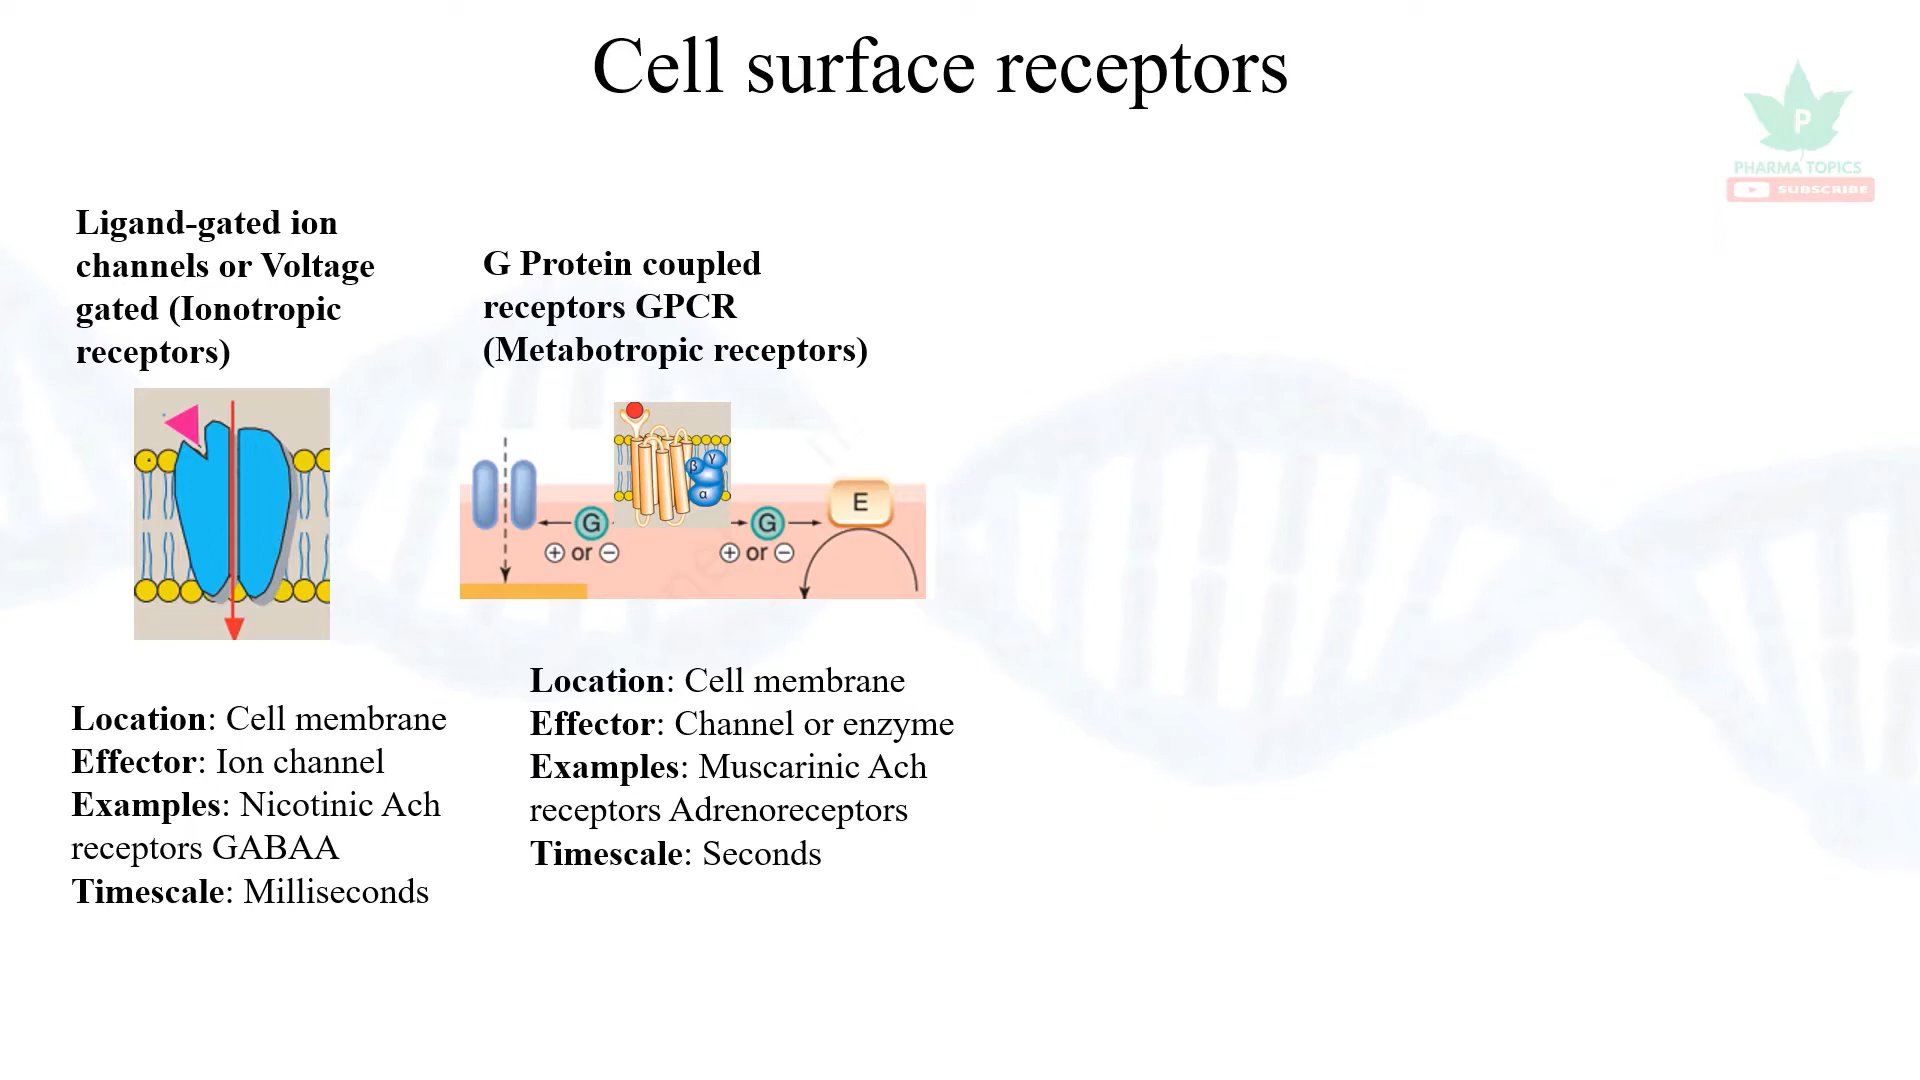 Cell surface receptors
P
PHARMA TOPICS
SUBSCRIBE
Ligand-gated ion
channels or Voltage
gated (Ionotropic
receptors)
G Protein coupled
receptors GPCR
(Metabotropic receptors)
β γ
α
E
G
+ or −
G
+ or −
Location: Cell membrane
Effector: Ion channel
Examples: Nicotinic Ach
receptors GABAA
Timescale: Milliseconds
Location: Cell membrane
Effector: Channel or enzyme
Examples: Muscarinic Ach
receptors Adrenoreceptors
Timescale: Seconds